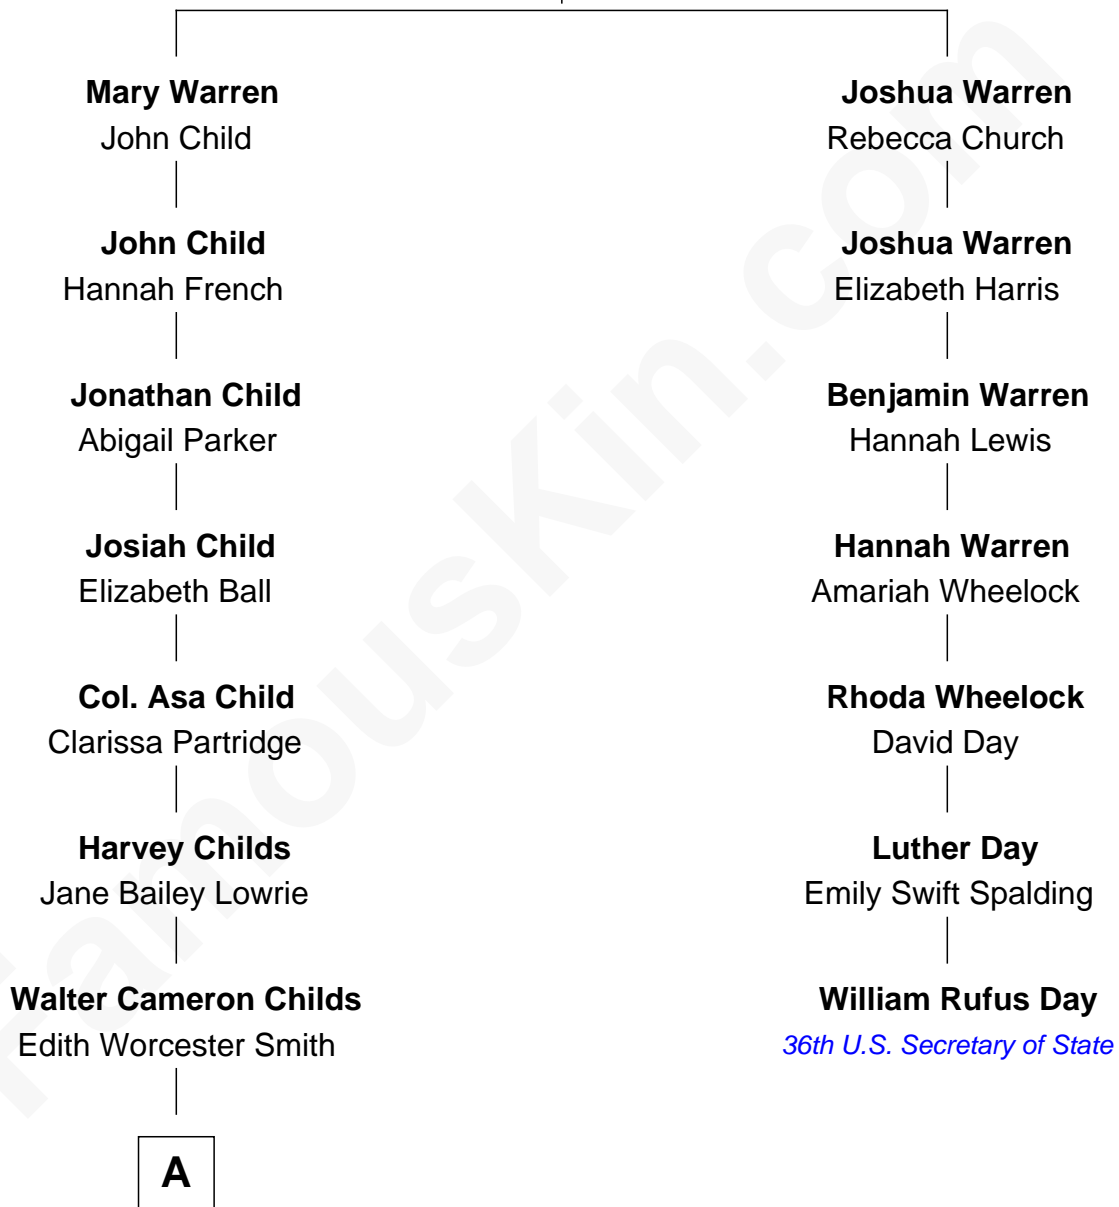 Mary Warren
John Child
John Child
Hannah French
Jonathan Child
Abigail Parker
Josiah Child
Elizabeth Ball
Col. Asa Child
Clarissa Partridge
Harvey Childs
Jane Bailey Lowrie
Walter Cameron Childs
Edith Worcester Smith
A
Joshua Warren
Rebecca Church
Joshua Warren
Elizabeth Harris
Benjamin Warren
Hannah Lewis
Hannah Warren
Amariah Wheelock
Rhoda Wheelock
David Day
Luther Day
Emily Swift Spalding
William Rufus Day
36th U.S. Secretary of State
FamousKin.com